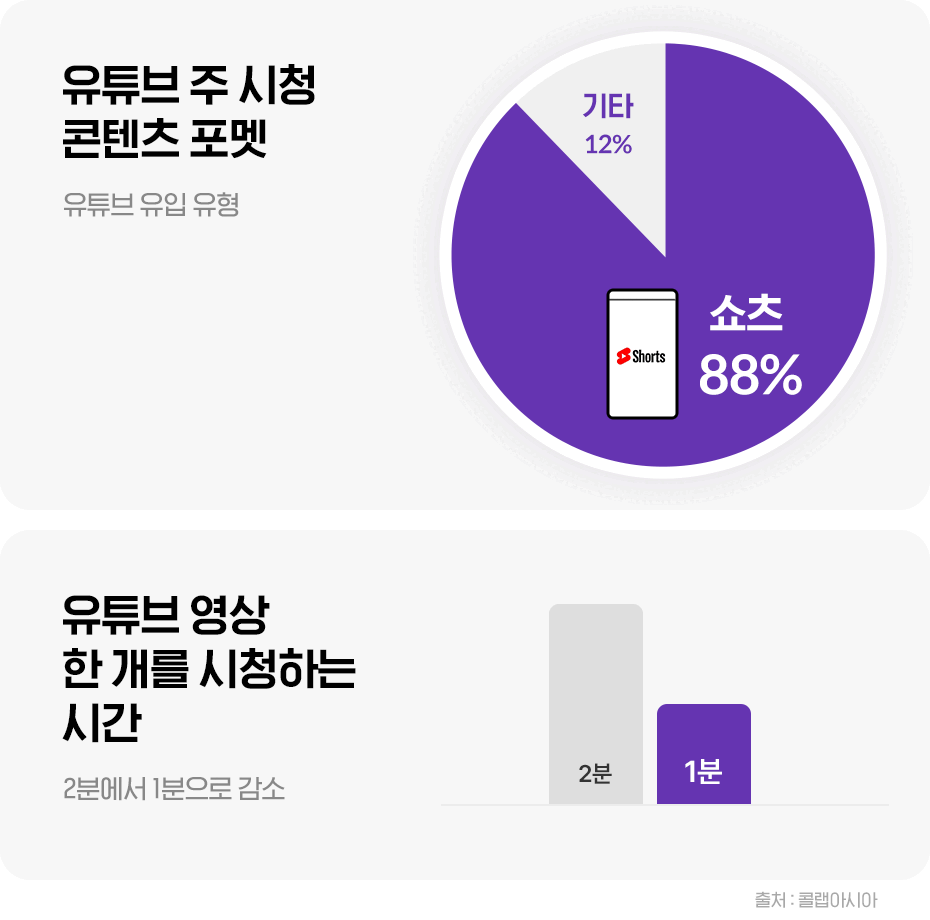 유튜브 주 시청
콘텐츠 포멧
유튜브 유입 유형
기타
12%
쇼츠
88%
Shorts
유튜브 영상
한 개를 시청하는
시간
2분에서 1분으로 감소
2분
1분
출처 : 콜랩아시아